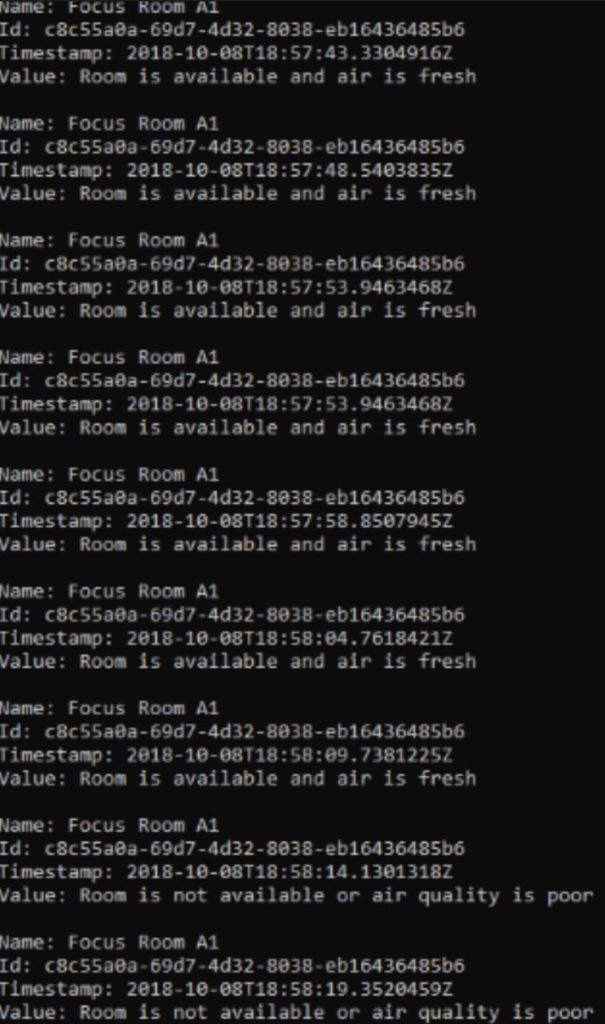 Name: Focus Room A1
Id: c8c55a0a-69d7-4d32-8038-eb16436485b6
Timestamp: 2018-10-08T18:57:43.3304916Z
Value: Room is available and air is fresh
Name: Focus Room A1
Id: c8c55a0a-69d7-4d32-8038-eb16436485b6
Timestamp: 2018-10-08T18:57:48.5403835Z
Value: Room is available and air is fresh
Name: Focus Room A1
Id: c8c55a0a-69d7-4d32-8038-eb16436485b6
Timestamp: 2018-10-08T18:57:53.9463468Z
Value: Room is available and air is fresh
Name: Focus Room A1
Id: c8c55a0a-69d7-4d32-8038-eb16436485b6
Timestamp: 2018-10-08T18:57:53.9463468Z
Value: Room is available and air is fresh
Name: Focus Room A1
Id: c8c55a0a-69d7-4d32-8038-eb16436485b6
Timestamp: 2018-10-08T18:57:58.8507945Z
Value: Room is available and air is fresh
Name: Focus Room A1
Id: c8c55a0a-69d7-4d32-8038-eb16436485b6
Timestamp: 2018-10-08T18:58:04.7618421Z
Value: Room is available and air is fresh
Name: Focus Room A1
Id: c8c55a0a-69d7-4d32-8038-eb16436485b6
Timestamp: 2018-10-08T18:58:09.7381225Z
Value: Room is available and air is fresh
Name: Focus Room A1
Id: c8c55a0a-69d7-4d32-8038-eb16436485b6
Timestamp: 2018-10-08T18:58:14.1301318Z
Value: Room is not available or air quality is poor
Name: Focus Room A1
Id: c8c55a0a-69d7-4d32-8038-eb16436485b6
Timestamp: 2018-10-08T18:58:19.3520459Z
Value: Room is not available or air quality is poor